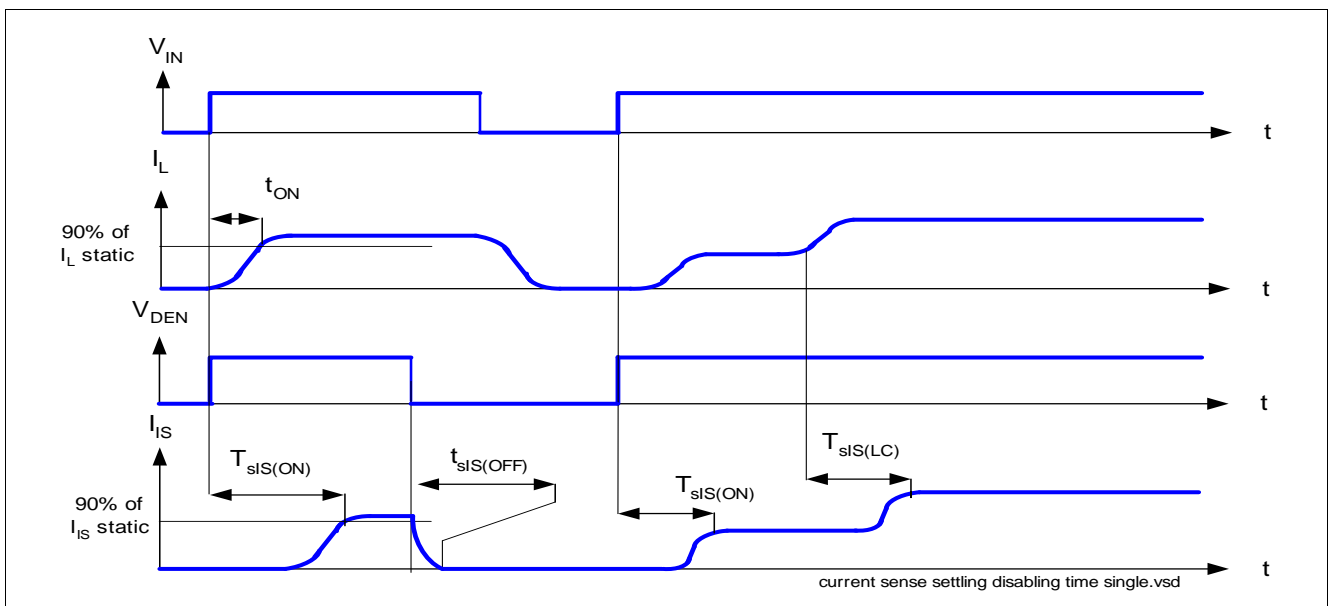 V_IN
t
I_L
t_ON
90% of
I_L static
t
V_DEN
t
I_IS
T_sIS(ON)
t_sIS(OFF)
T_sIS(ON)
T_sIS(LC)
90% of
I_IS static
t
current sense settling disabling time single.vsd